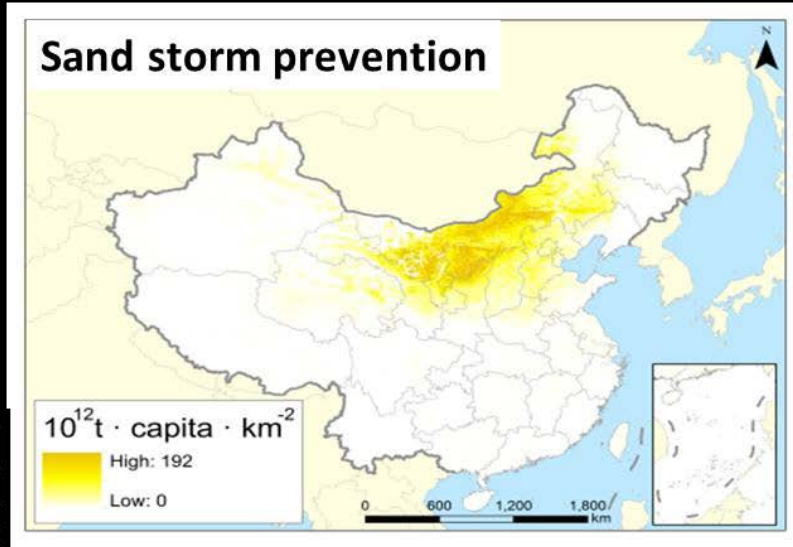 Sand storm prevention
N
10¹²t · capita · km⁻²
High: 192
Low: 0
0 600 1,200 1,800
km